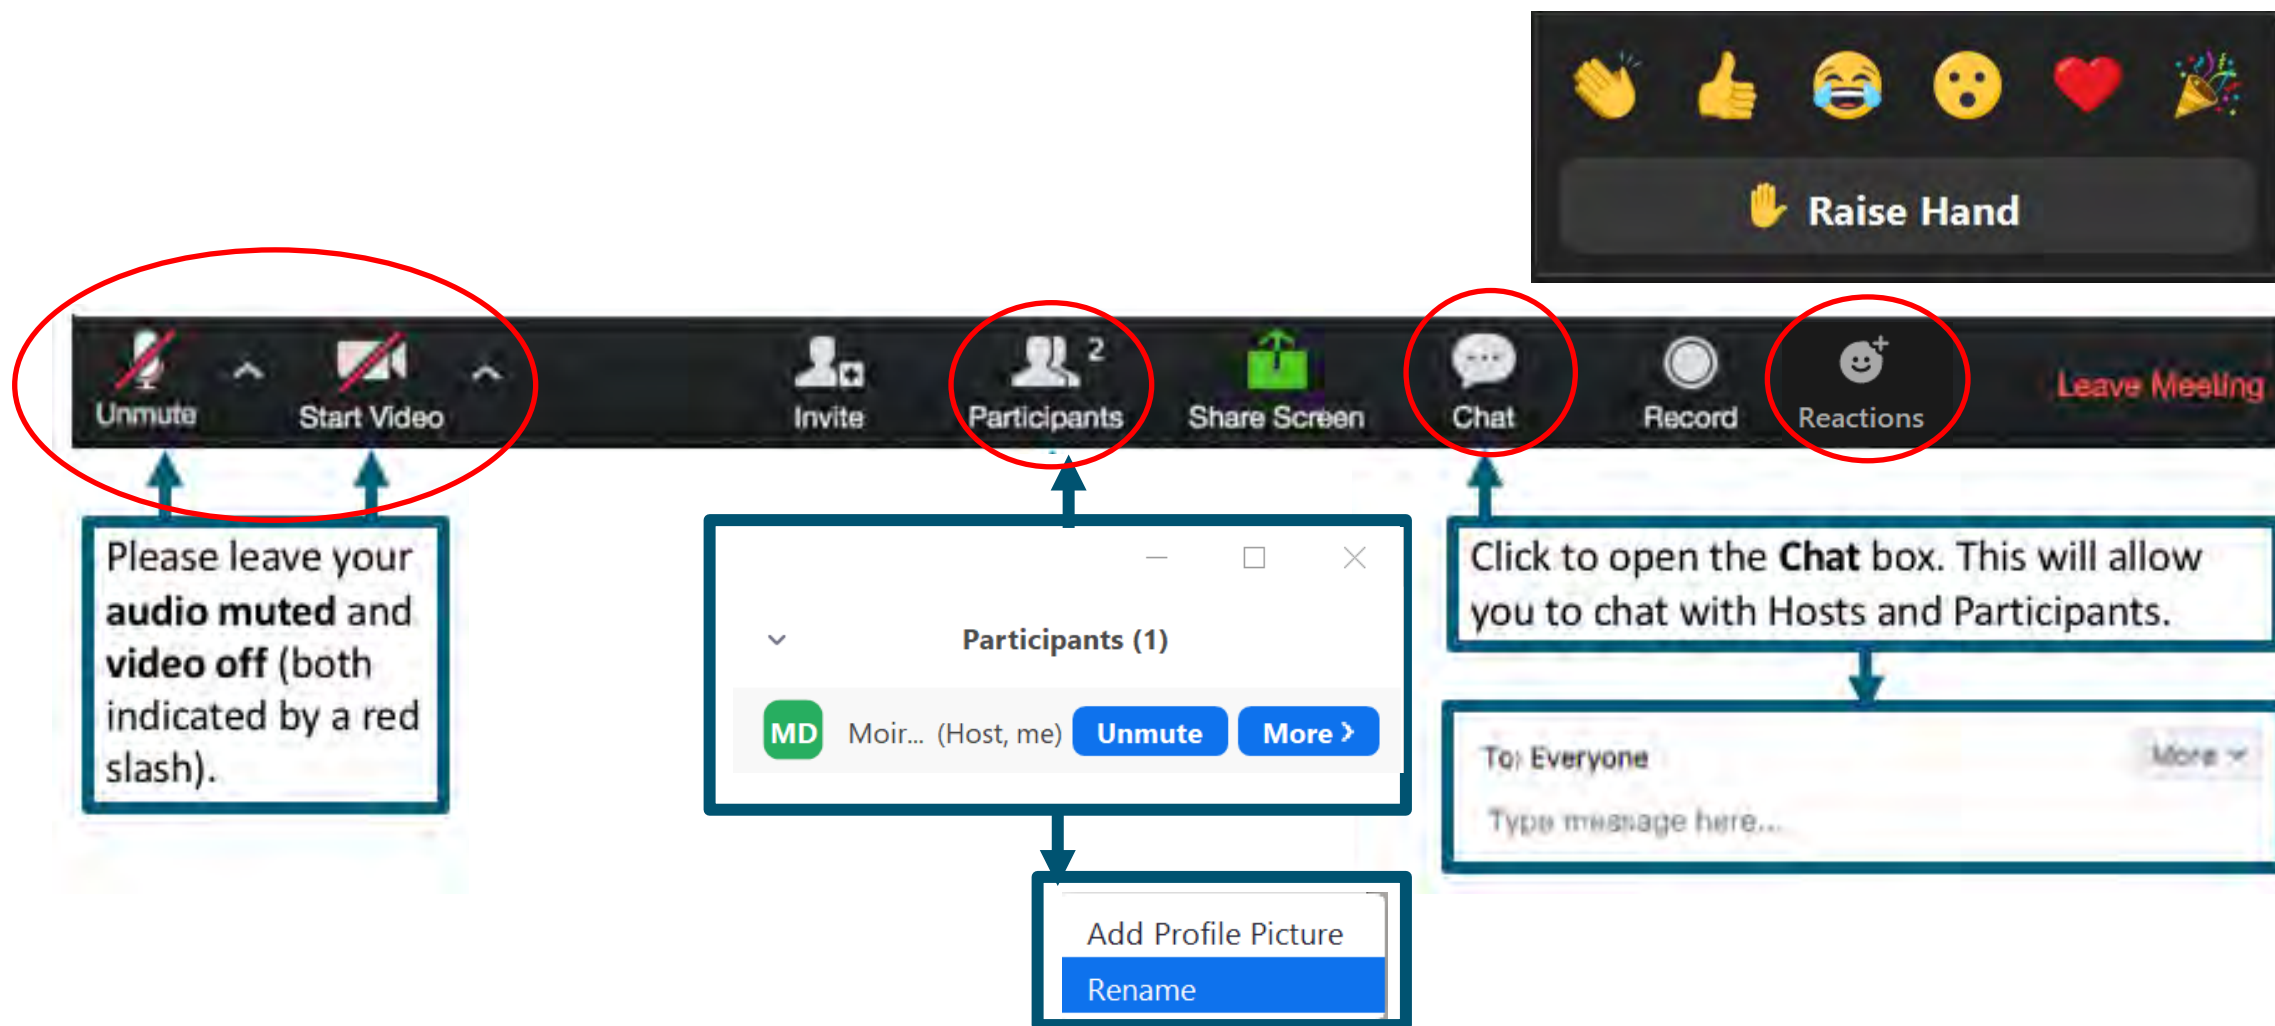 Raise Hand
Unmute
Start Video
Invite
Participants
2
Share Screen
Chat
Record
Reactions
Leave Meeting
Please leave your
audio muted and
video off (both
indicated by a red
slash).
Participants (1)
MD
Moir... (Host, me)
Unmute
More
Add Profile Picture
Rename
Click to open the Chat box. This will allow
you to chat with Hosts and Participants.
To: Everyone
More
Type message here...